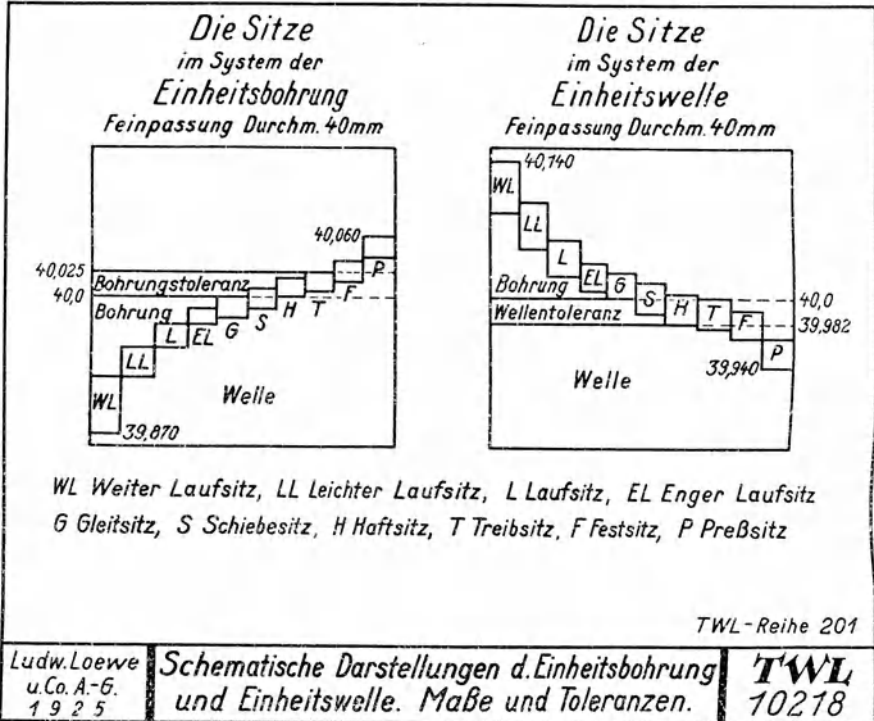 Die Sitze
im System der
Einheitsbohrung
Feinpassung Durchm. 40mm
40,060
40,025
Bohrungstoleranz
40,0
Bohrung
WL LL L EL G S H T F P
Welle
39,870
Die Sitze
im System der
Einheitswelle
Feinpassung Durchm. 40mm
40,140
WL LL L EL G S H T F P
Bohrung
40,0
Wellentoleranz
39,982
39,940
Welle
WL Weiter Laufsitz, LL Leichter Laufsitz, L Laufsitz, EL Enger Laufsitz
G Gleitsitz, S Schiebesitz, H Haftsitz, T Treibsitz, F Festsitz, P Preßsitz
TWL-Reihe 201
Ludw.Loewe
u.Co. A.-G.
1925
Schematische Darstellungen d. Einheitsbohrung
und Einheitswelle. Maße und Toleranzen.
TWL
10218